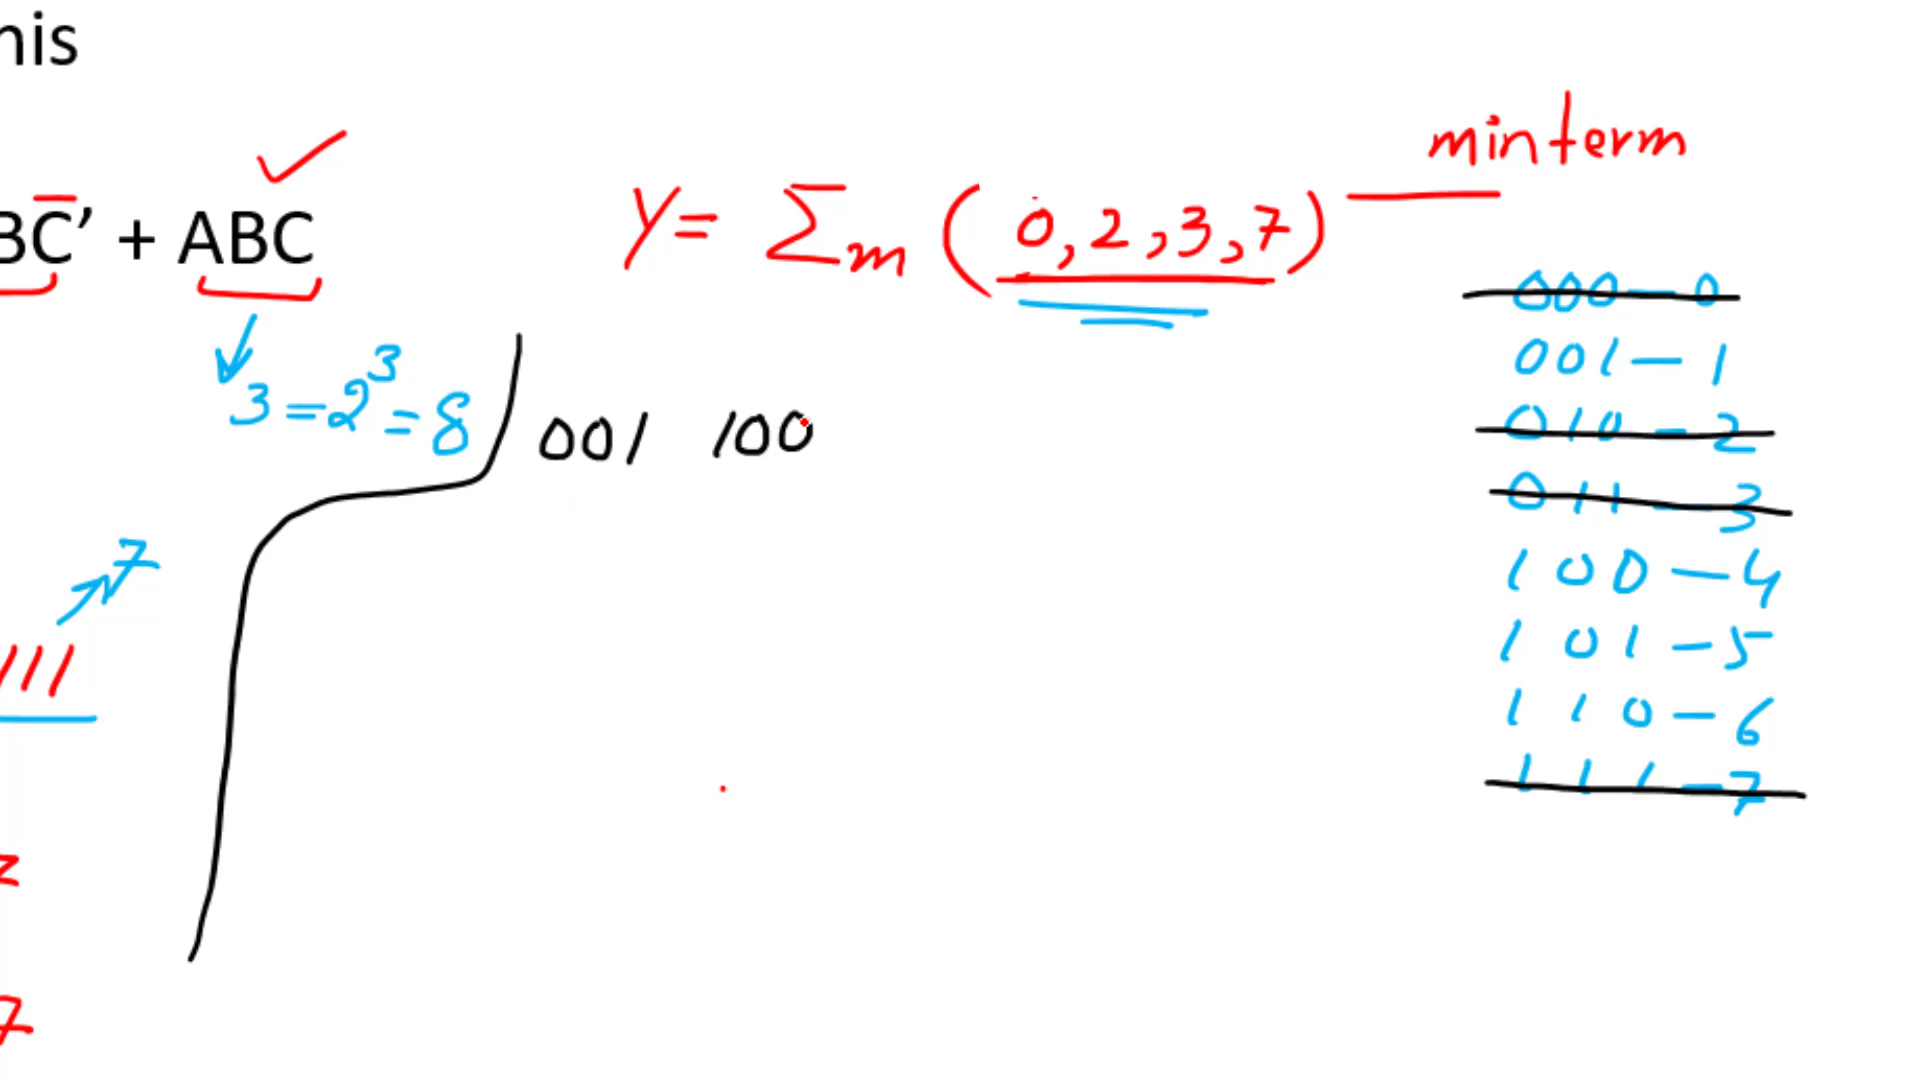 his
BC̅’ + ABC
Y = Σm ( 0, 2, 3, 7 )
minterm
3 = 2³ = 8
001 100
000 - 0
001 - 1
010 - 2
011 - 3
100 - 4
101 - 5
110 - 6
111 - 7
7
111
7